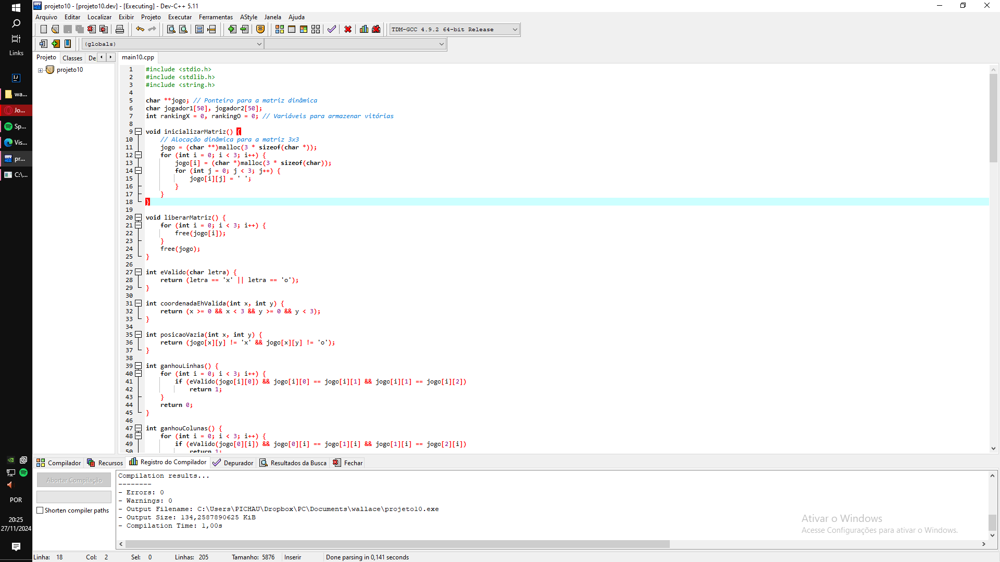 projeto10 - [projeto10.dev] - [Executing] - Dev-C++ 5.11
Arquivo Editar Localizar Exibir Projeto Executar Ferramentas AStyle Janela Ajuda
TDM-GCC 4.9.2 64-bit Release
(globals)
Links
Projeto Classes De
main10.cpp
projeto10
wa...
Jo...
Sp...
Vis...
pr...
C:\...
1 #include <stdio.h>
2 #include <stdlib.h>
3 #include <string.h>
4
5 char **jogo; // Ponteiro para a matriz dinâmica
6 char jogador1[50], jogador2[50];
7 int rankingX = 0, rankingO = 0; // Variáveis para armazenar vitórias
8
9 void inicializarMatriz() {
10 // Alocação dinâmica para a matriz 3x3
11 jogo = (char **)malloc(3 * sizeof(char *));
12 for (int i = 0; i < 3; i++) {
13 jogo[i] = (char *)malloc(3 * sizeof(char));
14 for (int j = 0; j < 3; j++) {
15 jogo[i][j] = ' ';
16 }
17 }
18 }
19
20 void liberarMatriz() {
21 for (int i = 0; i < 3; i++) {
22 free(jogo[i]);
23 }
24 free(jogo);
25 }
26
27 int eValido(char letra) {
28 return (letra == 'x' || letra == 'o');
29 }
30
31 int coordenadaEhValida(int x, int y) {
32 return (x >= 0 && x < 3 && y >= 0 && y < 3);
33 }
34
35 int posicaoVazia(int x, int y) {
36 return (jogo[x][y] != 'x' && jogo[x][y] != 'o');
37 }
38
39 int ganhouLinhas() {
40 for (int i = 0; i < 3; i++) {
41 if (eValido(jogo[i][0]) && jogo[i][0] == jogo[i][1] && jogo[i][1] == jogo[i][2])
42 return 1;
43 }
44 return 0;
45 }
46
47 int ganhouColunas() {
48 for (int i = 0; i < 3; i++) {
49 if (eValido(jogo[0][i]) && jogo[0][i] == jogo[1][i] && jogo[1][i] == jogo[2][i])
50 return 1;
Compilador Recursos Registro do Compilador Depurador Resultados da Busca Fechar
Abortar Compilação
Shorten compiler paths
Compilation results...
--------
- Errors: 0
- Warnings: 0
- Output Filename: C:\Users\PICHAU\Dropbox\PC\Documents\wallace\projeto10.exe
- Output Size: 134,2587890625 KiB
- Compilation Time: 1,00s
Ativar o Windows
Acesse Configurações para ativar o Windows.
POR
20:25
27/11/2024
Linha: 18 Col: 2 Sel: 0 Linhas: 205 Tamanho: 5876 Inserir Done parsing in 0,141 seconds